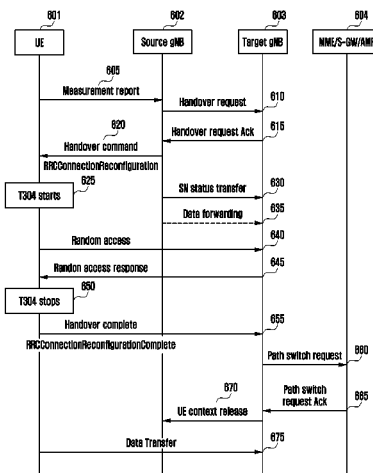 601
602
603
604
UE
Source gNB
Target gNB
MME/S-GW/AMF
605
Measurement report
Handover request
610
620
Handover request Ack
615
Handover command
RRCConnectionReconfiguration
625
T304 starts
SN status transfer
630
Data forwarding
635
Random access
640
Randon access response
645
650
T304 stops
Handover complete
655
RRCConnectionReconfigurationComplete
Path switch request
660
670
Path switch
request Ack
665
UE context release
Data Transfer
675